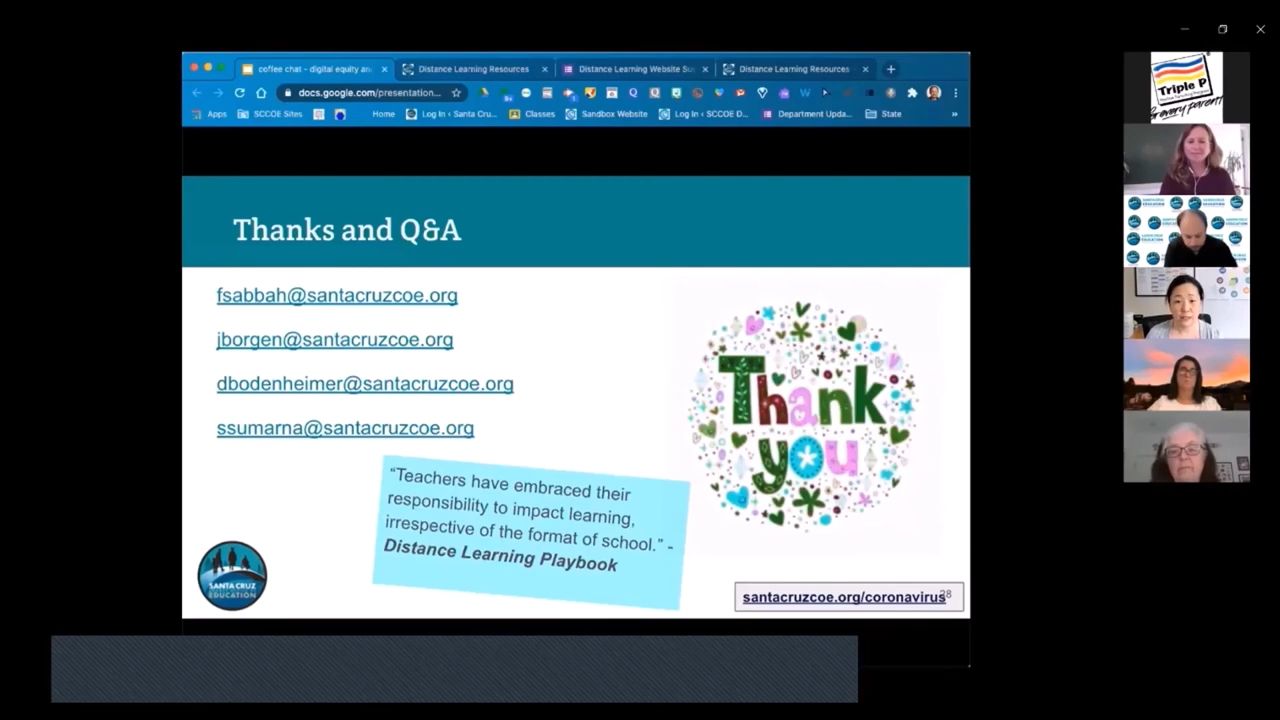 coffee chat - digital equity an
Distance Learning Resources
Distance Learning Website Su
Distance Learning Resources
docs.google.com/presentation...
Apps
SCCOE Sites
Home
Log In ‹ Santa Cru...
Classes
Sandbox Website
Log In ‹ SCCOE D...
Department Upda...
State
»
Thanks and Q&A
fsabbah@santacruzcoe.org
jborgen@santacruzcoe.org
dbodenheimer@santacruzcoe.org
ssumarna@santacruzcoe.org
Thank
you
“Teachers have embraced their
responsibility to impact learning,
irrespective of the format of school.” -
Distance Learning Playbook
SANTA CRUZ
EDUCATION
santacruzcoe.org/coronavirus
38
Triple P
®
for every parent